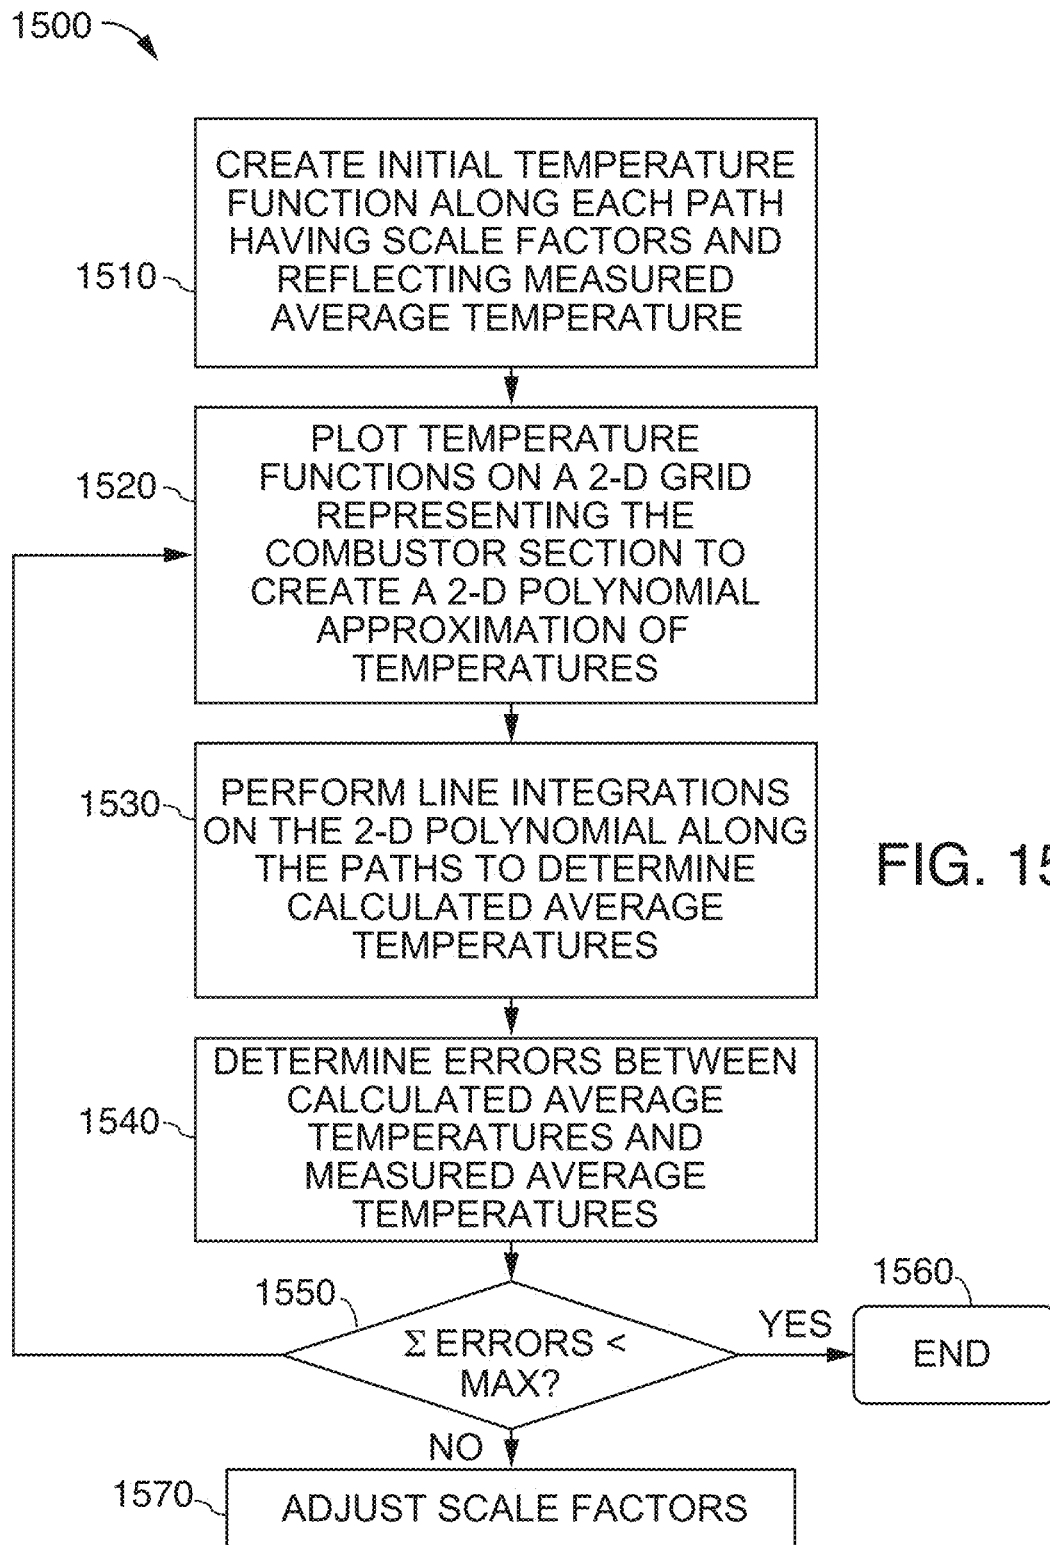 1500
CREATE INITIAL TEMPERATURE
FUNCTION ALONG EACH PATH
HAVING SCALE FACTORS AND
REFLECTING MEASURED
AVERAGE TEMPERATURE
1510
PLOT TEMPERATURE
FUNCTIONS ON A 2-D GRID
REPRESENTING THE
COMBUSTOR SECTION TO
CREATE A 2-D POLYNOMIAL
APPROXIMATION OF
TEMPERATURES
1520
PERFORM LINE INTEGRATIONS
ON THE 2-D POLYNOMIAL ALONG
THE PATHS TO DETERMINE
CALCULATED AVERAGE
TEMPERATURES
1530
FIG. 15
DETERMINE ERRORS BETWEEN
CALCULATED AVERAGE
TEMPERATURES AND
MEASURED AVERAGE
TEMPERATURES
1540
1550
Σ ERRORS <
MAX?
YES
1560
END
NO
1570
ADJUST SCALE FACTORS